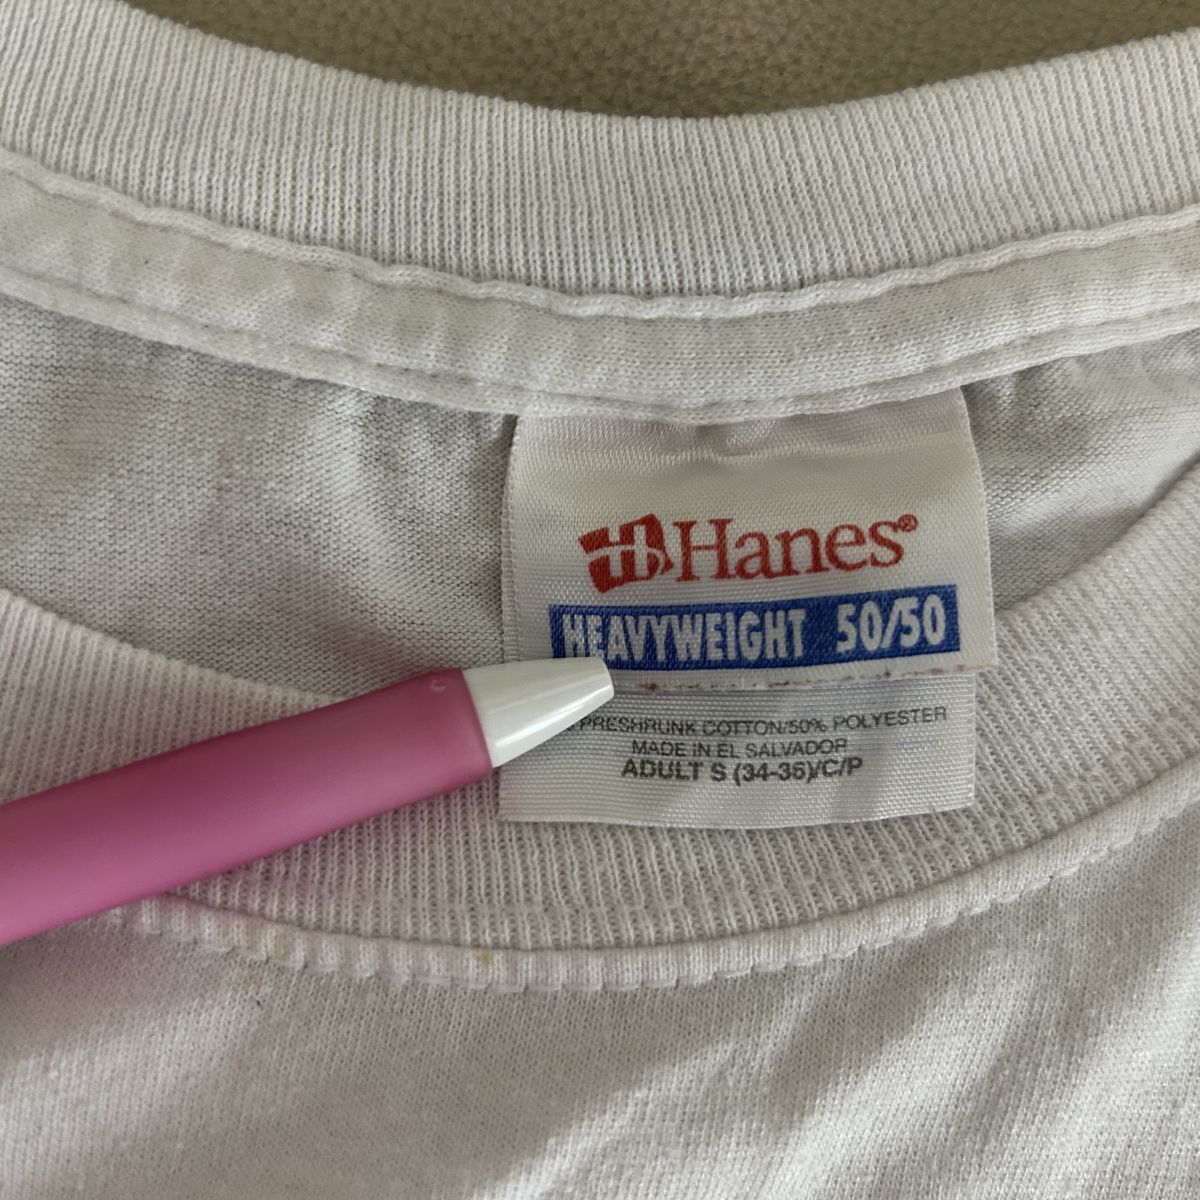 Hanes®
HEAVYWEIGHT 50/50
PRESHRUNK COTTON/50% POLYESTER
MADE IN EL SALVADOR
ADULT S (34-36)/C/P